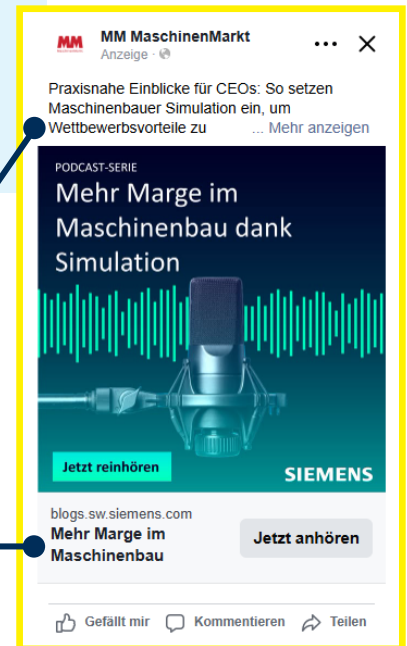 MM
MM MaschinenMarkt
Anzeige ·
Praxisnahe Einblicke für CEOs: So setzen
Maschinenbauer Simulation ein, um
Wettbewerbsvorteile zu ... Mehr anzeigen
PODCAST-SERIE
Mehr Marge im
Maschinenbau dank
Simulation
Jetzt reinhören
SIEMENS
blogs.sw.siemens.com
Mehr Marge im
Maschinenbau
Jetzt anhören
Gefällt mir Kommentieren Teilen